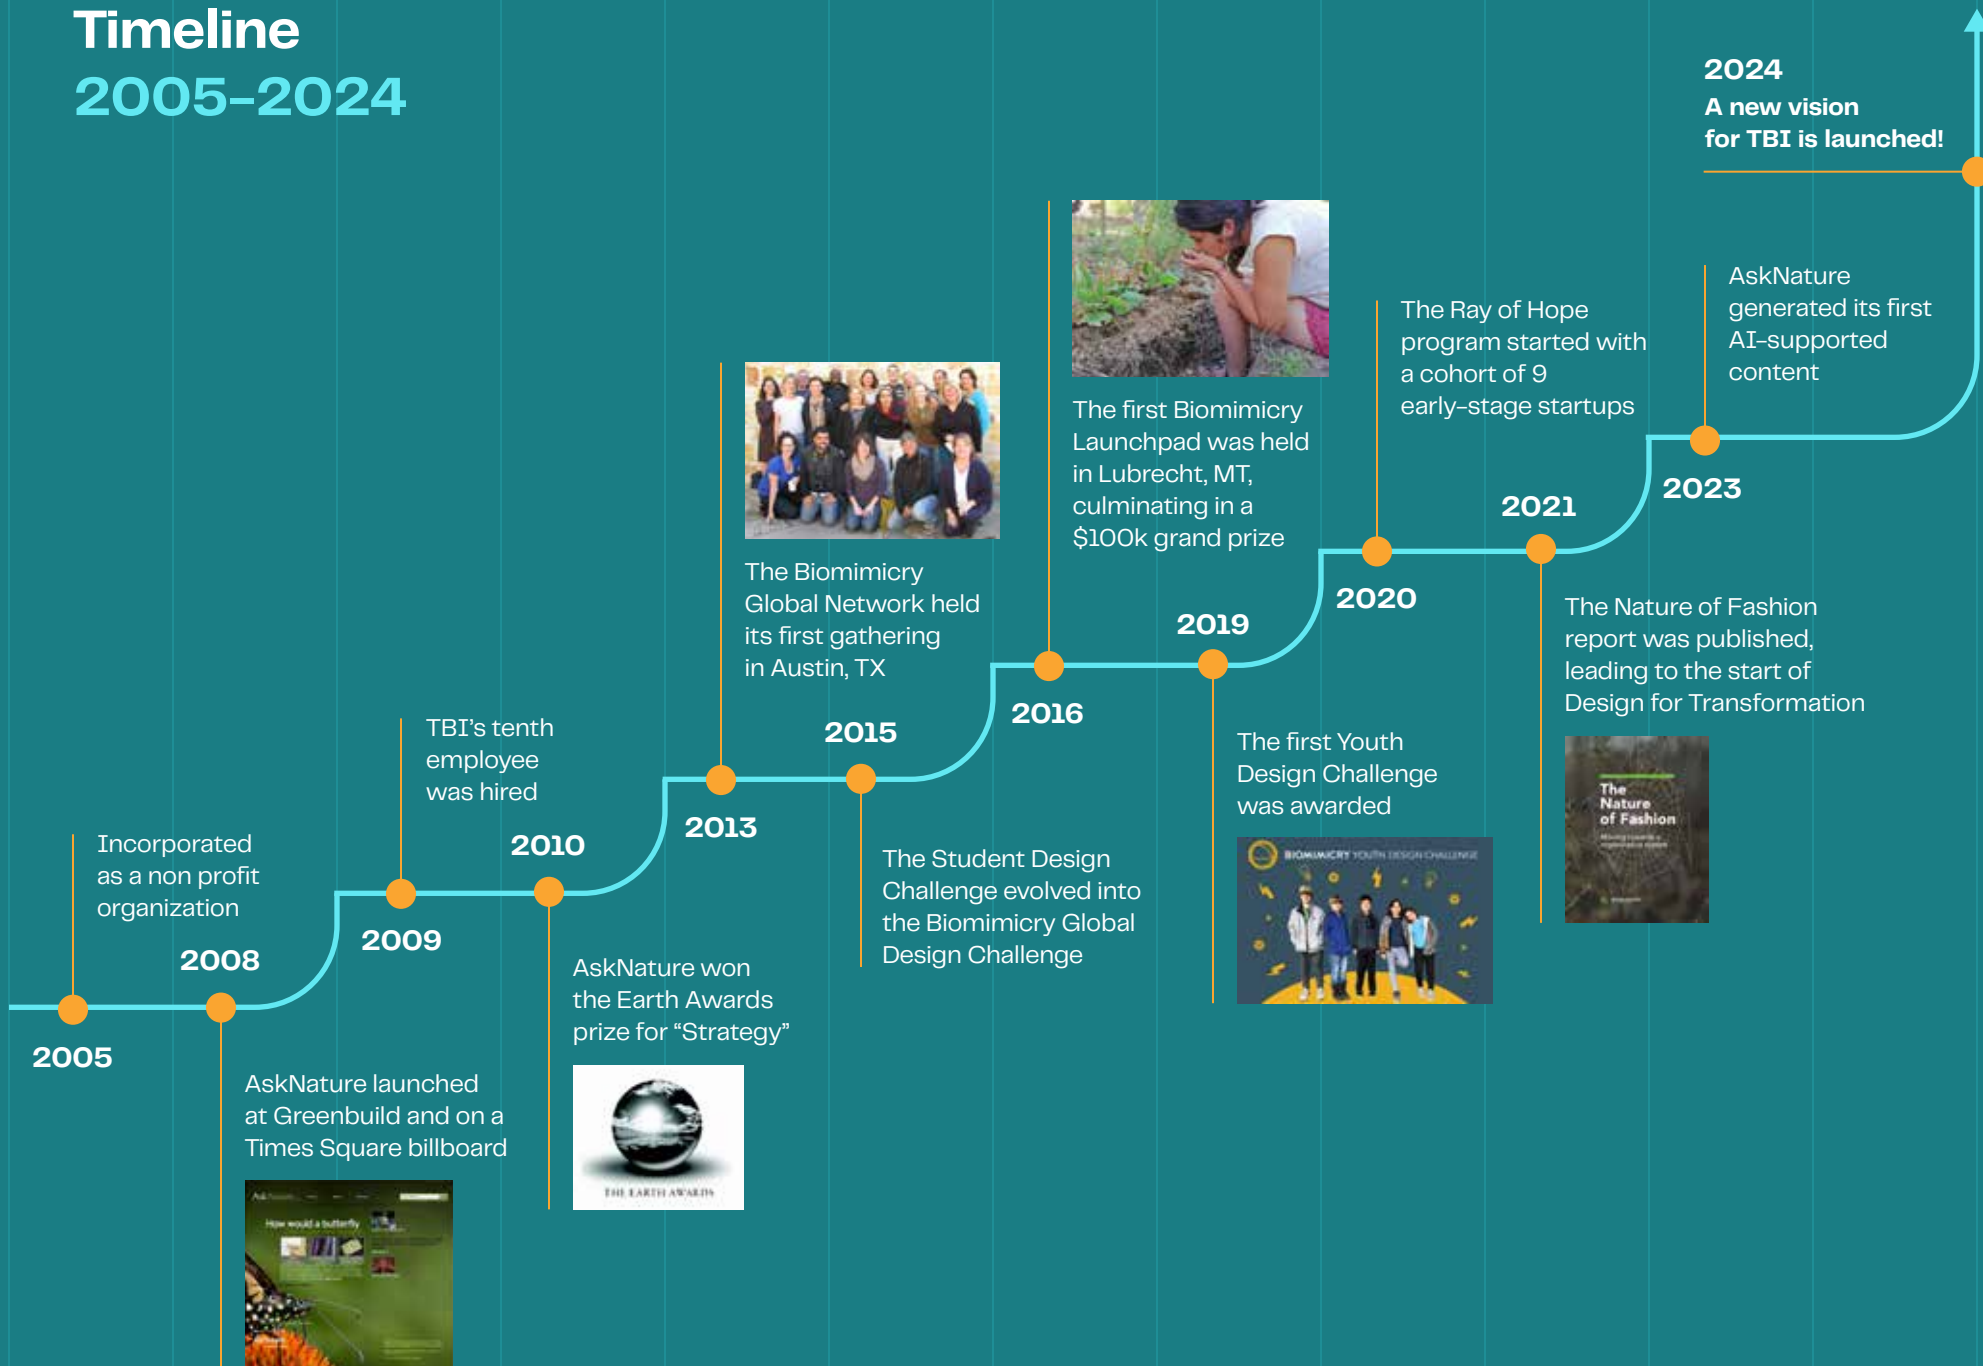 Timeline
2005–2024
2024
A new vision
for TBI is launched!
AskNature
generated its first
AI-supported
content
2023
The Ray of Hope
program started with
a cohort of 9
early-stage startups
2020
2021
The Nature of Fashion
report was published,
leading to the start of
Design for Transformation
The
Nature
of Fashion
The first Biomimicry
Launchpad was held
in Lubrecht, MT,
culminating in a
$100k grand prize
2016
2019
The first Youth
Design Challenge
was awarded
BIOMIMICRY YOUTH DESIGN CHALLENGE
The Biomimicry
Global Network held
its first gathering
in Austin, TX
2013
2015
The Student Design
Challenge evolved into
the Biomimicry Global
Design Challenge
TBI’s tenth
employee
was hired
2009
2010
AskNature won
the Earth Awards
prize for “Strategy”
THE EARTH AWARDS
Incorporated
as a non profit
organization
2005
2008
AskNature launched
at Greenbuild and on a
Times Square billboard
How would a butterfly